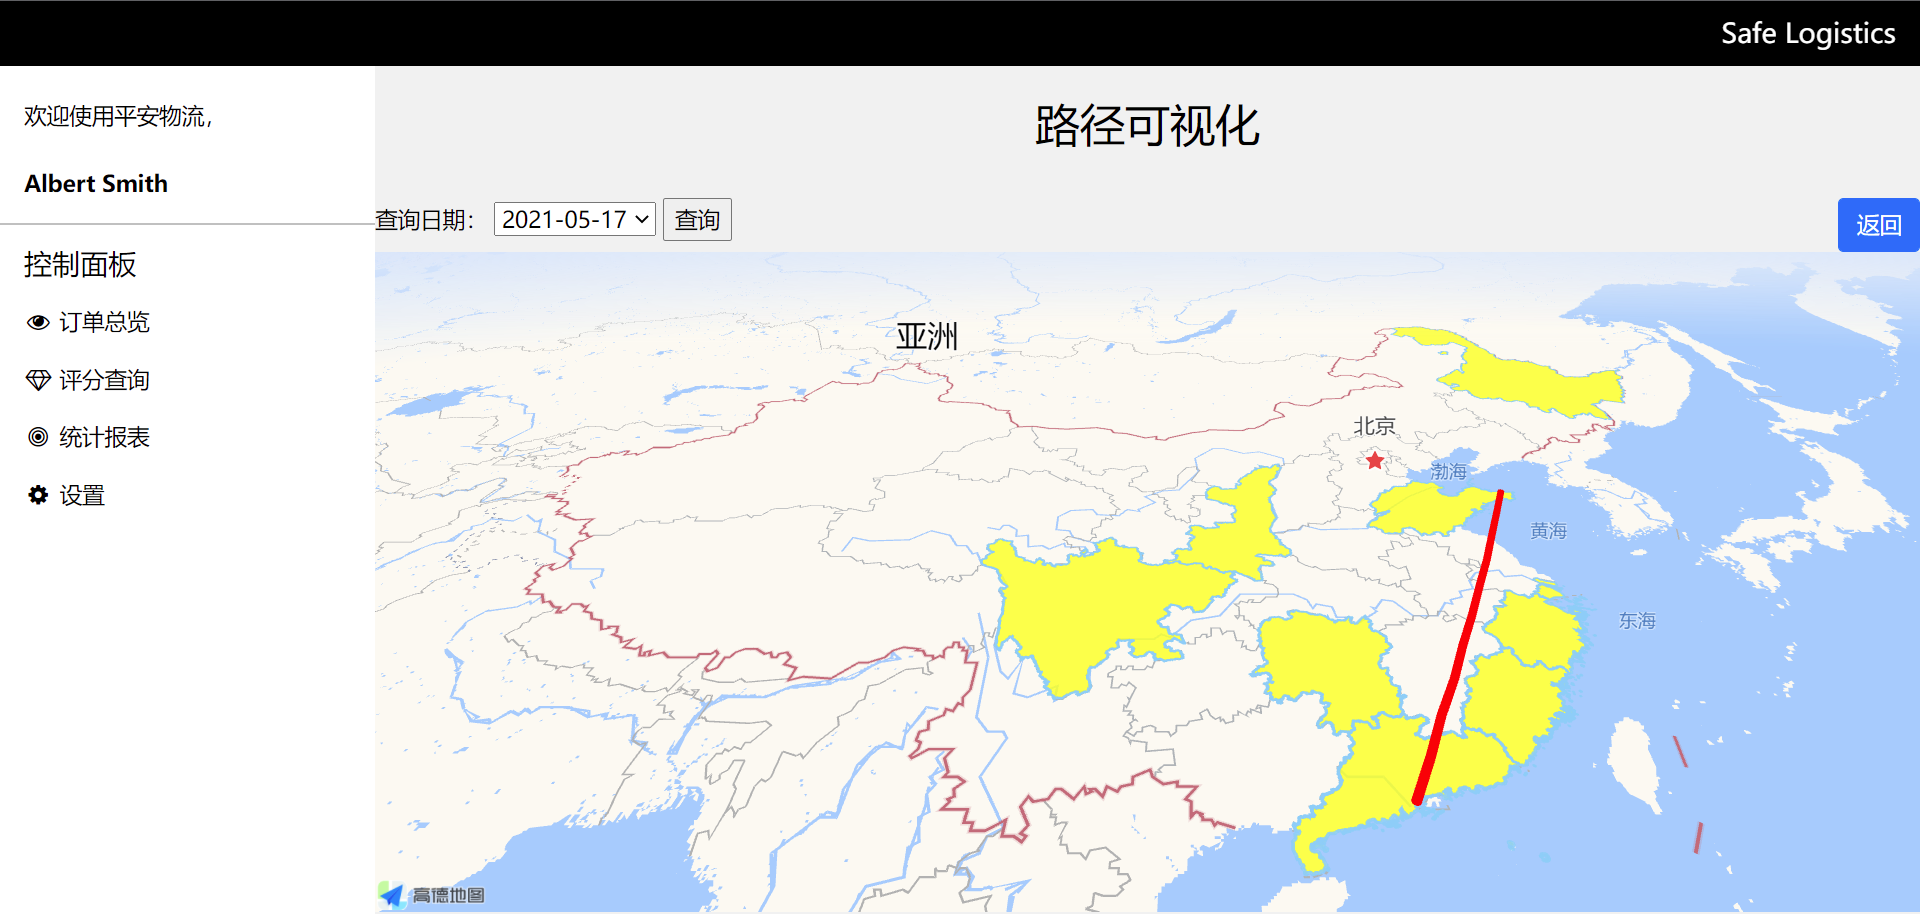 Safe Logistics
欢迎使用平安物流,
Albert Smith
控制面板
订单总览
评分查询
统计报表
设置
路径可视化
查询日期： 2021-05-17 查询
返回
亚洲
北京
渤海
黄海
东海
高德地图